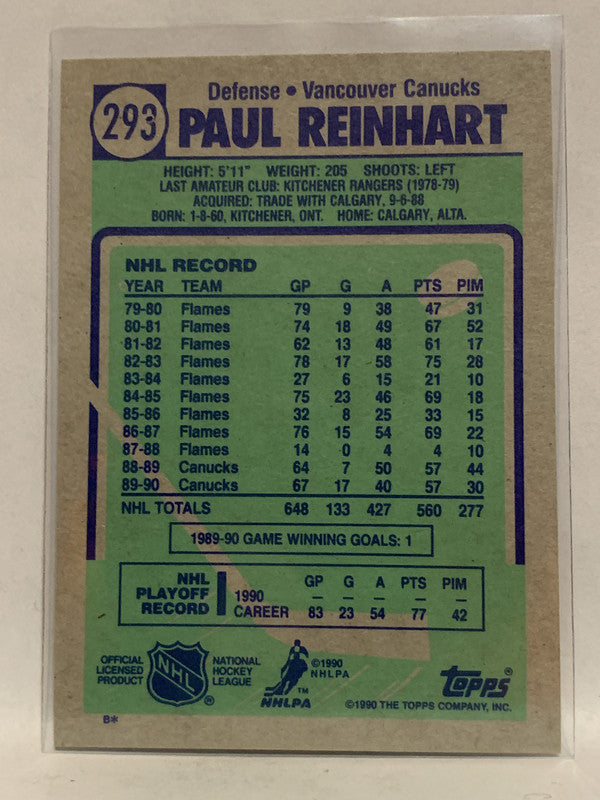 293
Defense • Vancouver Canucks
PAUL REINHART
HEIGHT: 5'11" WEIGHT: 205 SHOOTS: LEFT
LAST AMATEUR CLUB: KITCHENER RANGERS (1978-79)
ACQUIRED: TRADE WITH CALGARY, 9-6-88
BORN: 1-8-60, KITCHENER, ONT. HOME: CALGARY, ALTA.
NHL RECORD
YEAR TEAM GP G A PTS PIM
79-80 Flames 79 9 38 47 31
80-81 Flames 74 18 49 67 52
81-82 Flames 62 13 48 61 17
82-83 Flames 78 17 58 75 28
83-84 Flames 27 6 15 21 10
84-85 Flames 75 23 46 69 18
85-86 Flames 32 8 25 33 15
86-87 Flames 76 15 54 69 22
87-88 Flames 14 0 4 4 10
88-89 Canucks 64 7 50 57 44
89-90 Canucks 67 17 40 57 30
NHL TOTALS 648 133 427 560 277
1989-90 GAME WINNING GOALS: 1
NHL PLAYOFF RECORD
GP G A PTS PIM
1990 — — — — —
CAREER 83 23 54 77 42
OFFICIAL LICENSED PRODUCT
NHL ®
NATIONAL HOCKEY LEAGUE
©1990 NHLPA
™
NHLPA
TOPPS ®
©1990 THE TOPPS COMPANY, INC.
B*